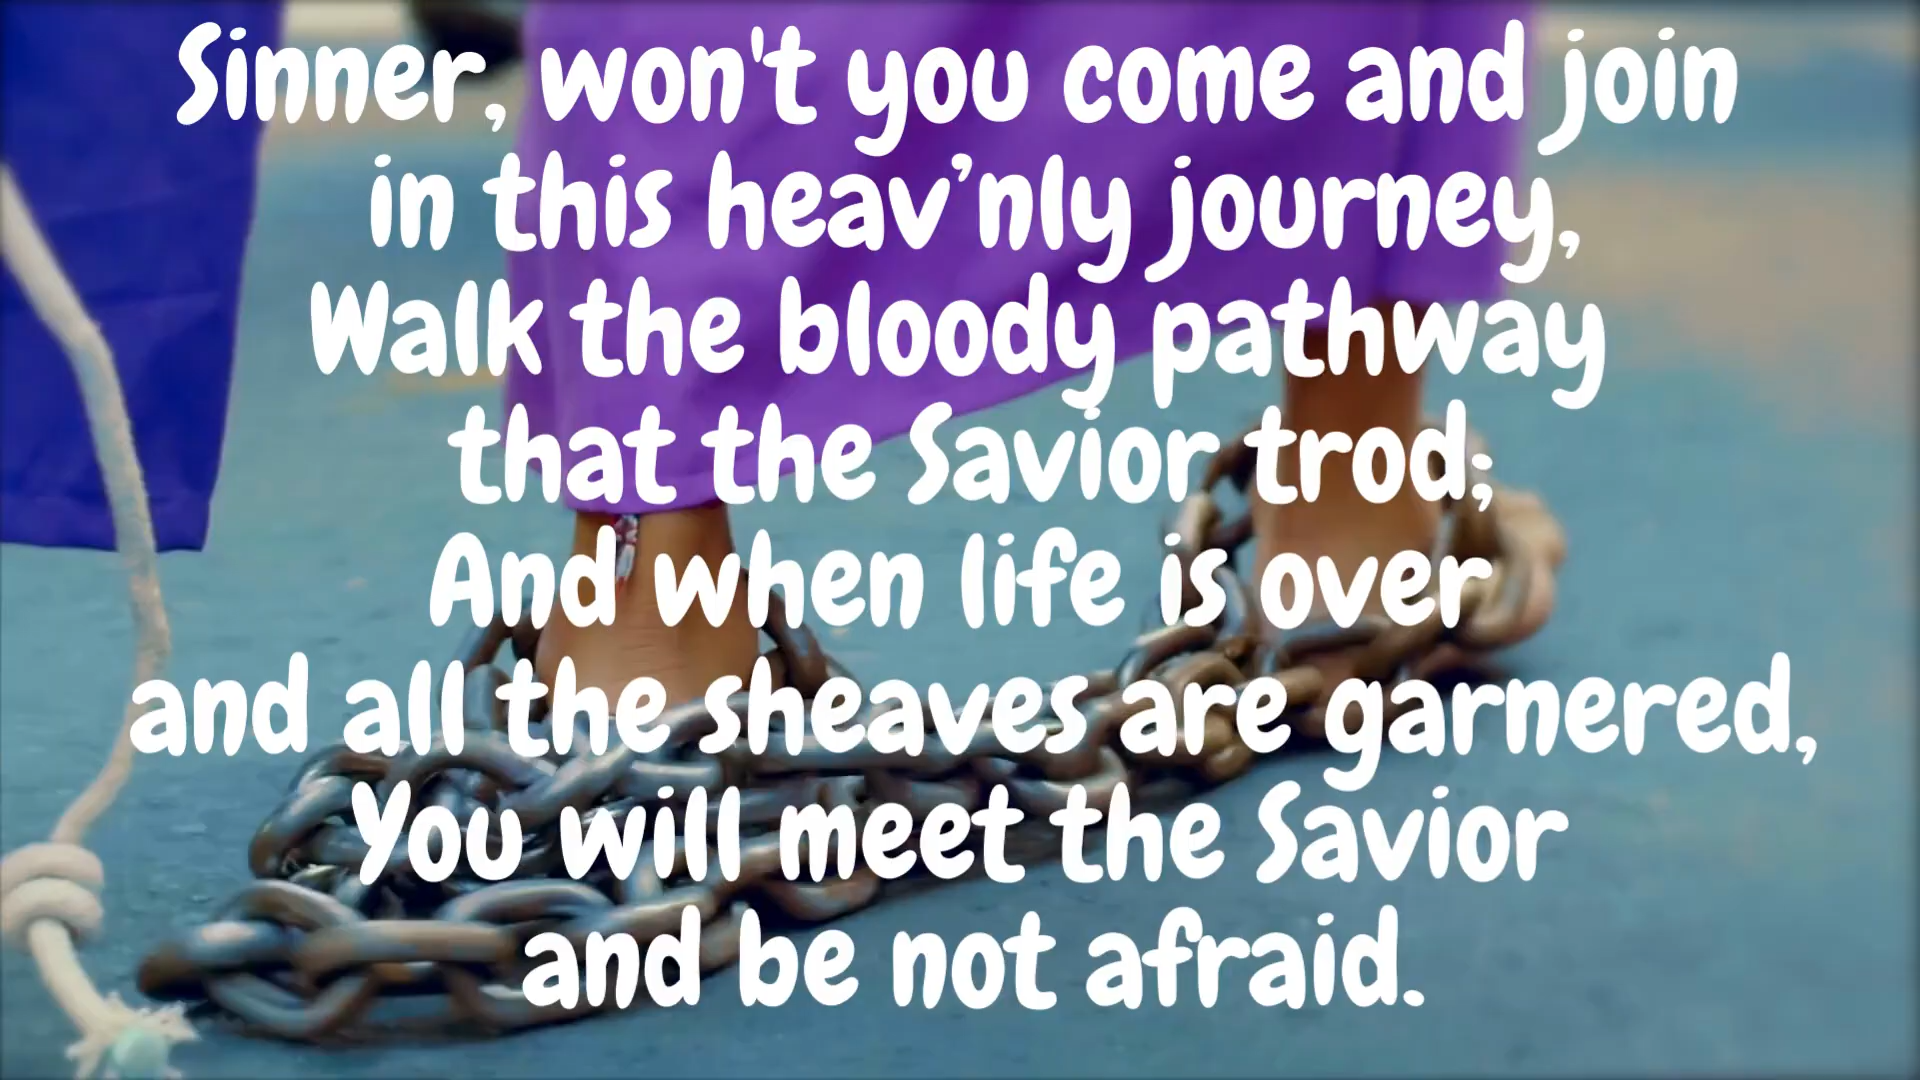 Sinner, won't you come and join
in this heav’nly journey,
Walk the bloody pathway
that the Savior trod;
And when life is over
and all the sheaves are garnered,
You will meet the Savior
and be not afraid.